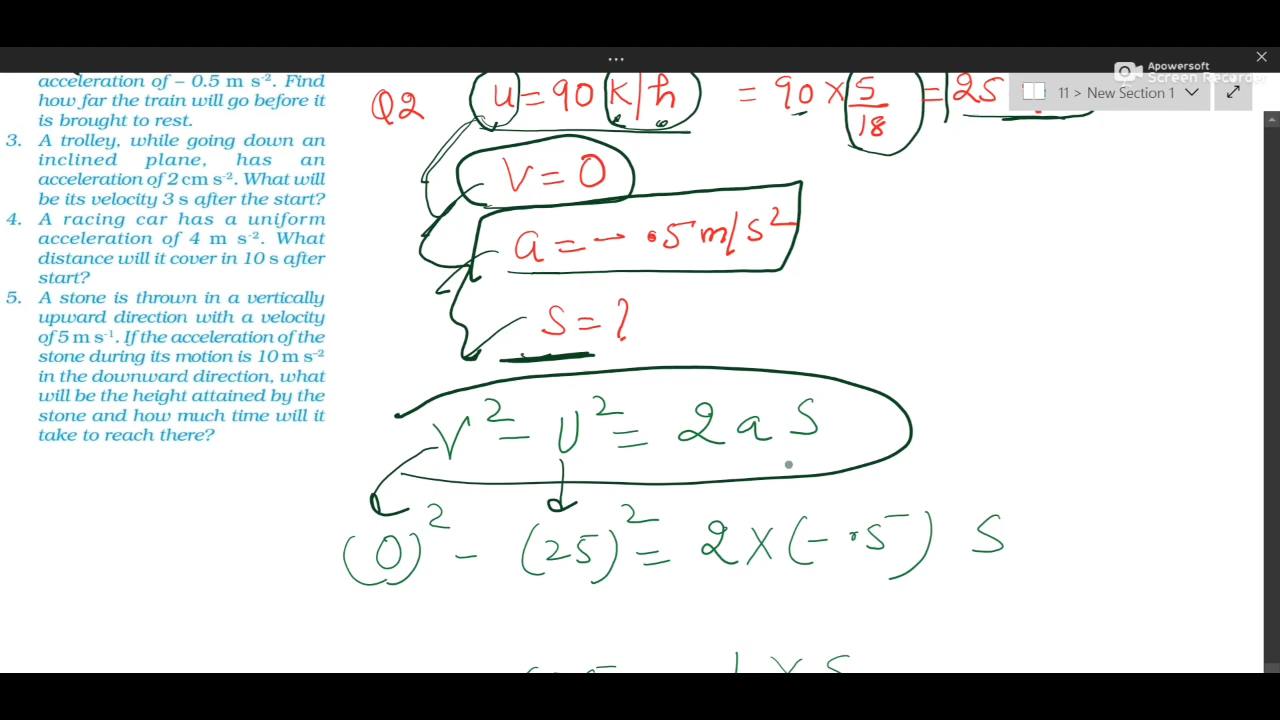 Apowersoft
Screen Recorder
11 > New Section 1
acceleration of – 0.5 m s⁻². Find
how far the train will go before it
is brought to rest.
3. A trolley, while going down an
inclined plane, has an
acceleration of 2 cm s⁻². What will
be its velocity 3 s after the start?
4. A racing car has a uniform
acceleration of 4 m s⁻². What
distance will it cover in 10 s after
start?
5. A stone is thrown in a vertically
upward direction with a velocity
of 5 m s⁻¹. If the acceleration of the
stone during its motion is 10 m s⁻²
in the downward direction, what
will be the height attained by the
stone and how much time will it
take to reach there?
Q2 u = 90 k/h = 90 × 5/18 = 25
v = 0
a = - .5 m/s²
s = ?
v² - u² = 2 a s
(0)² - (25)² = 2 × (- .5) s